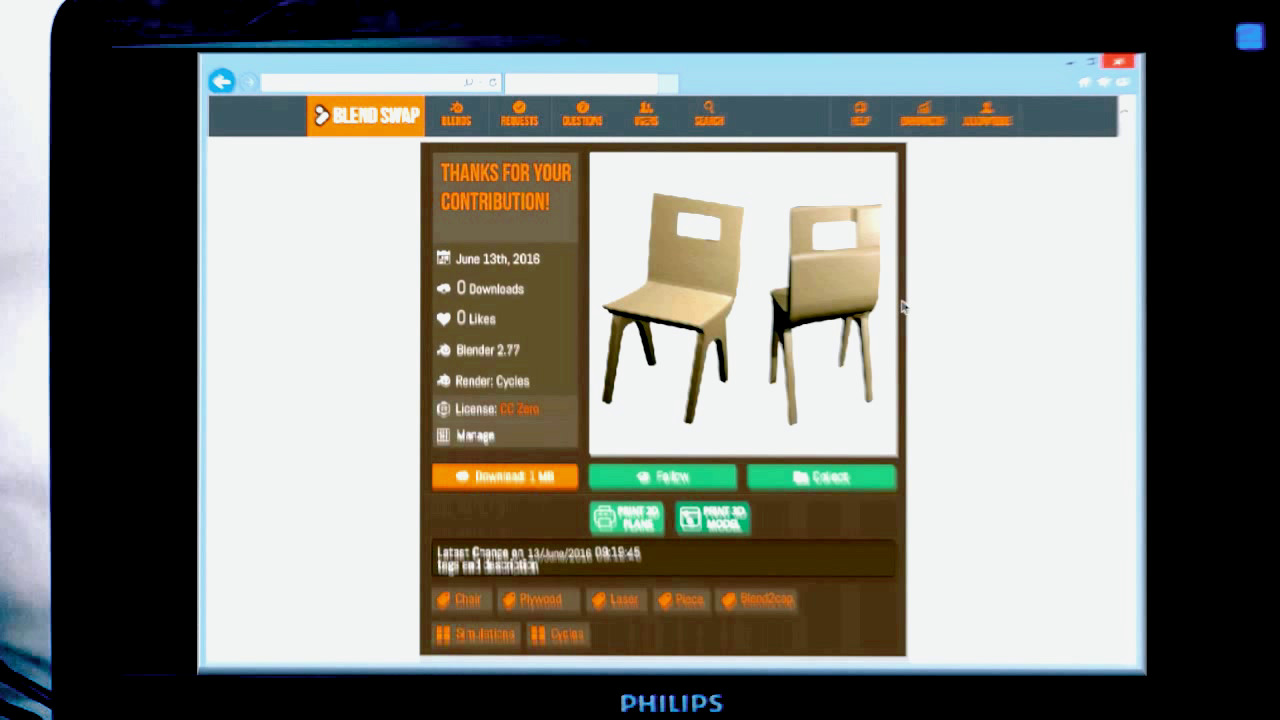 BLEND SWAP
BLENDS
REQUESTS
QUESTIONS
USERS
SEARCH
HELP
THANKS FOR YOUR
CONTRIBUTION!
June 13th, 2016
0 Downloads
0 Likes
Blender 2.77
Render: Cycles
License: CC Zero
Manage
Download: 1 MB
Follow
Collect
PRINT 2D
PLANS
PRINT 3D
MODEL
Latest Change on 13/June/2016 09:19:45
tags and description
Chair
Plywood
Laser
Piece
Simulations
Cycles
PHILIPS